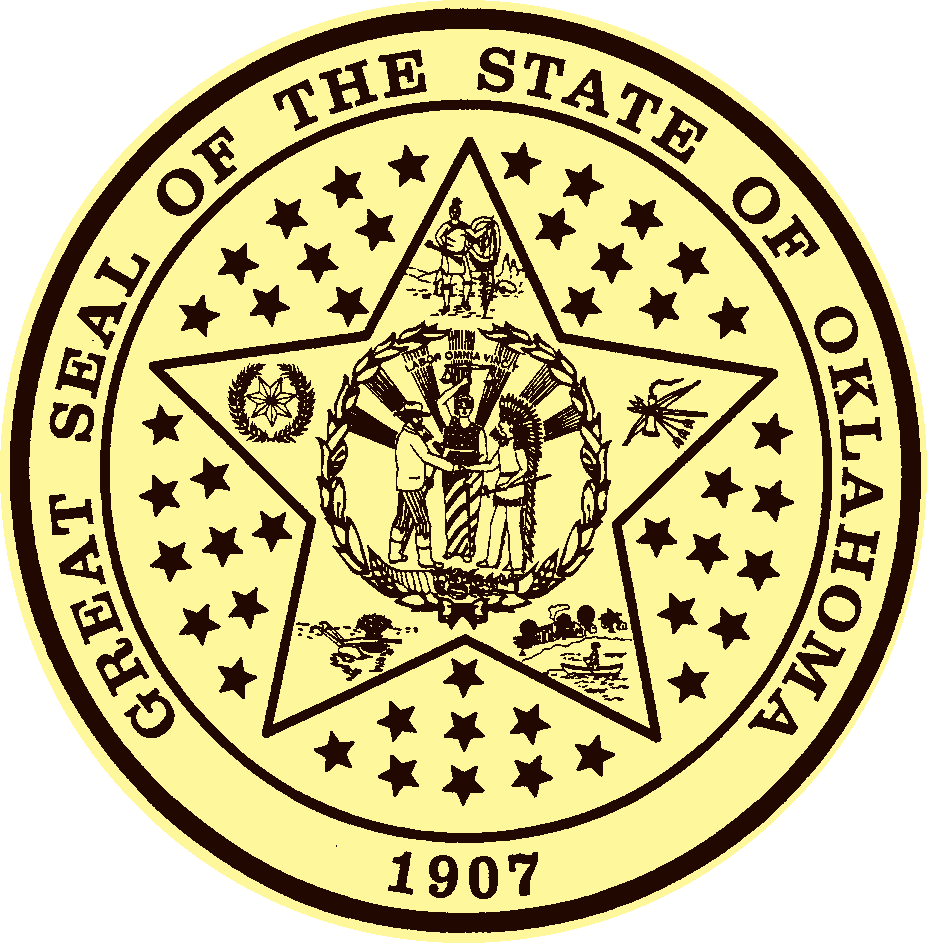 GREAT SEAL OF THE STATE OF OKLAHOMA
LABOR OMNIA VINCIT
1907